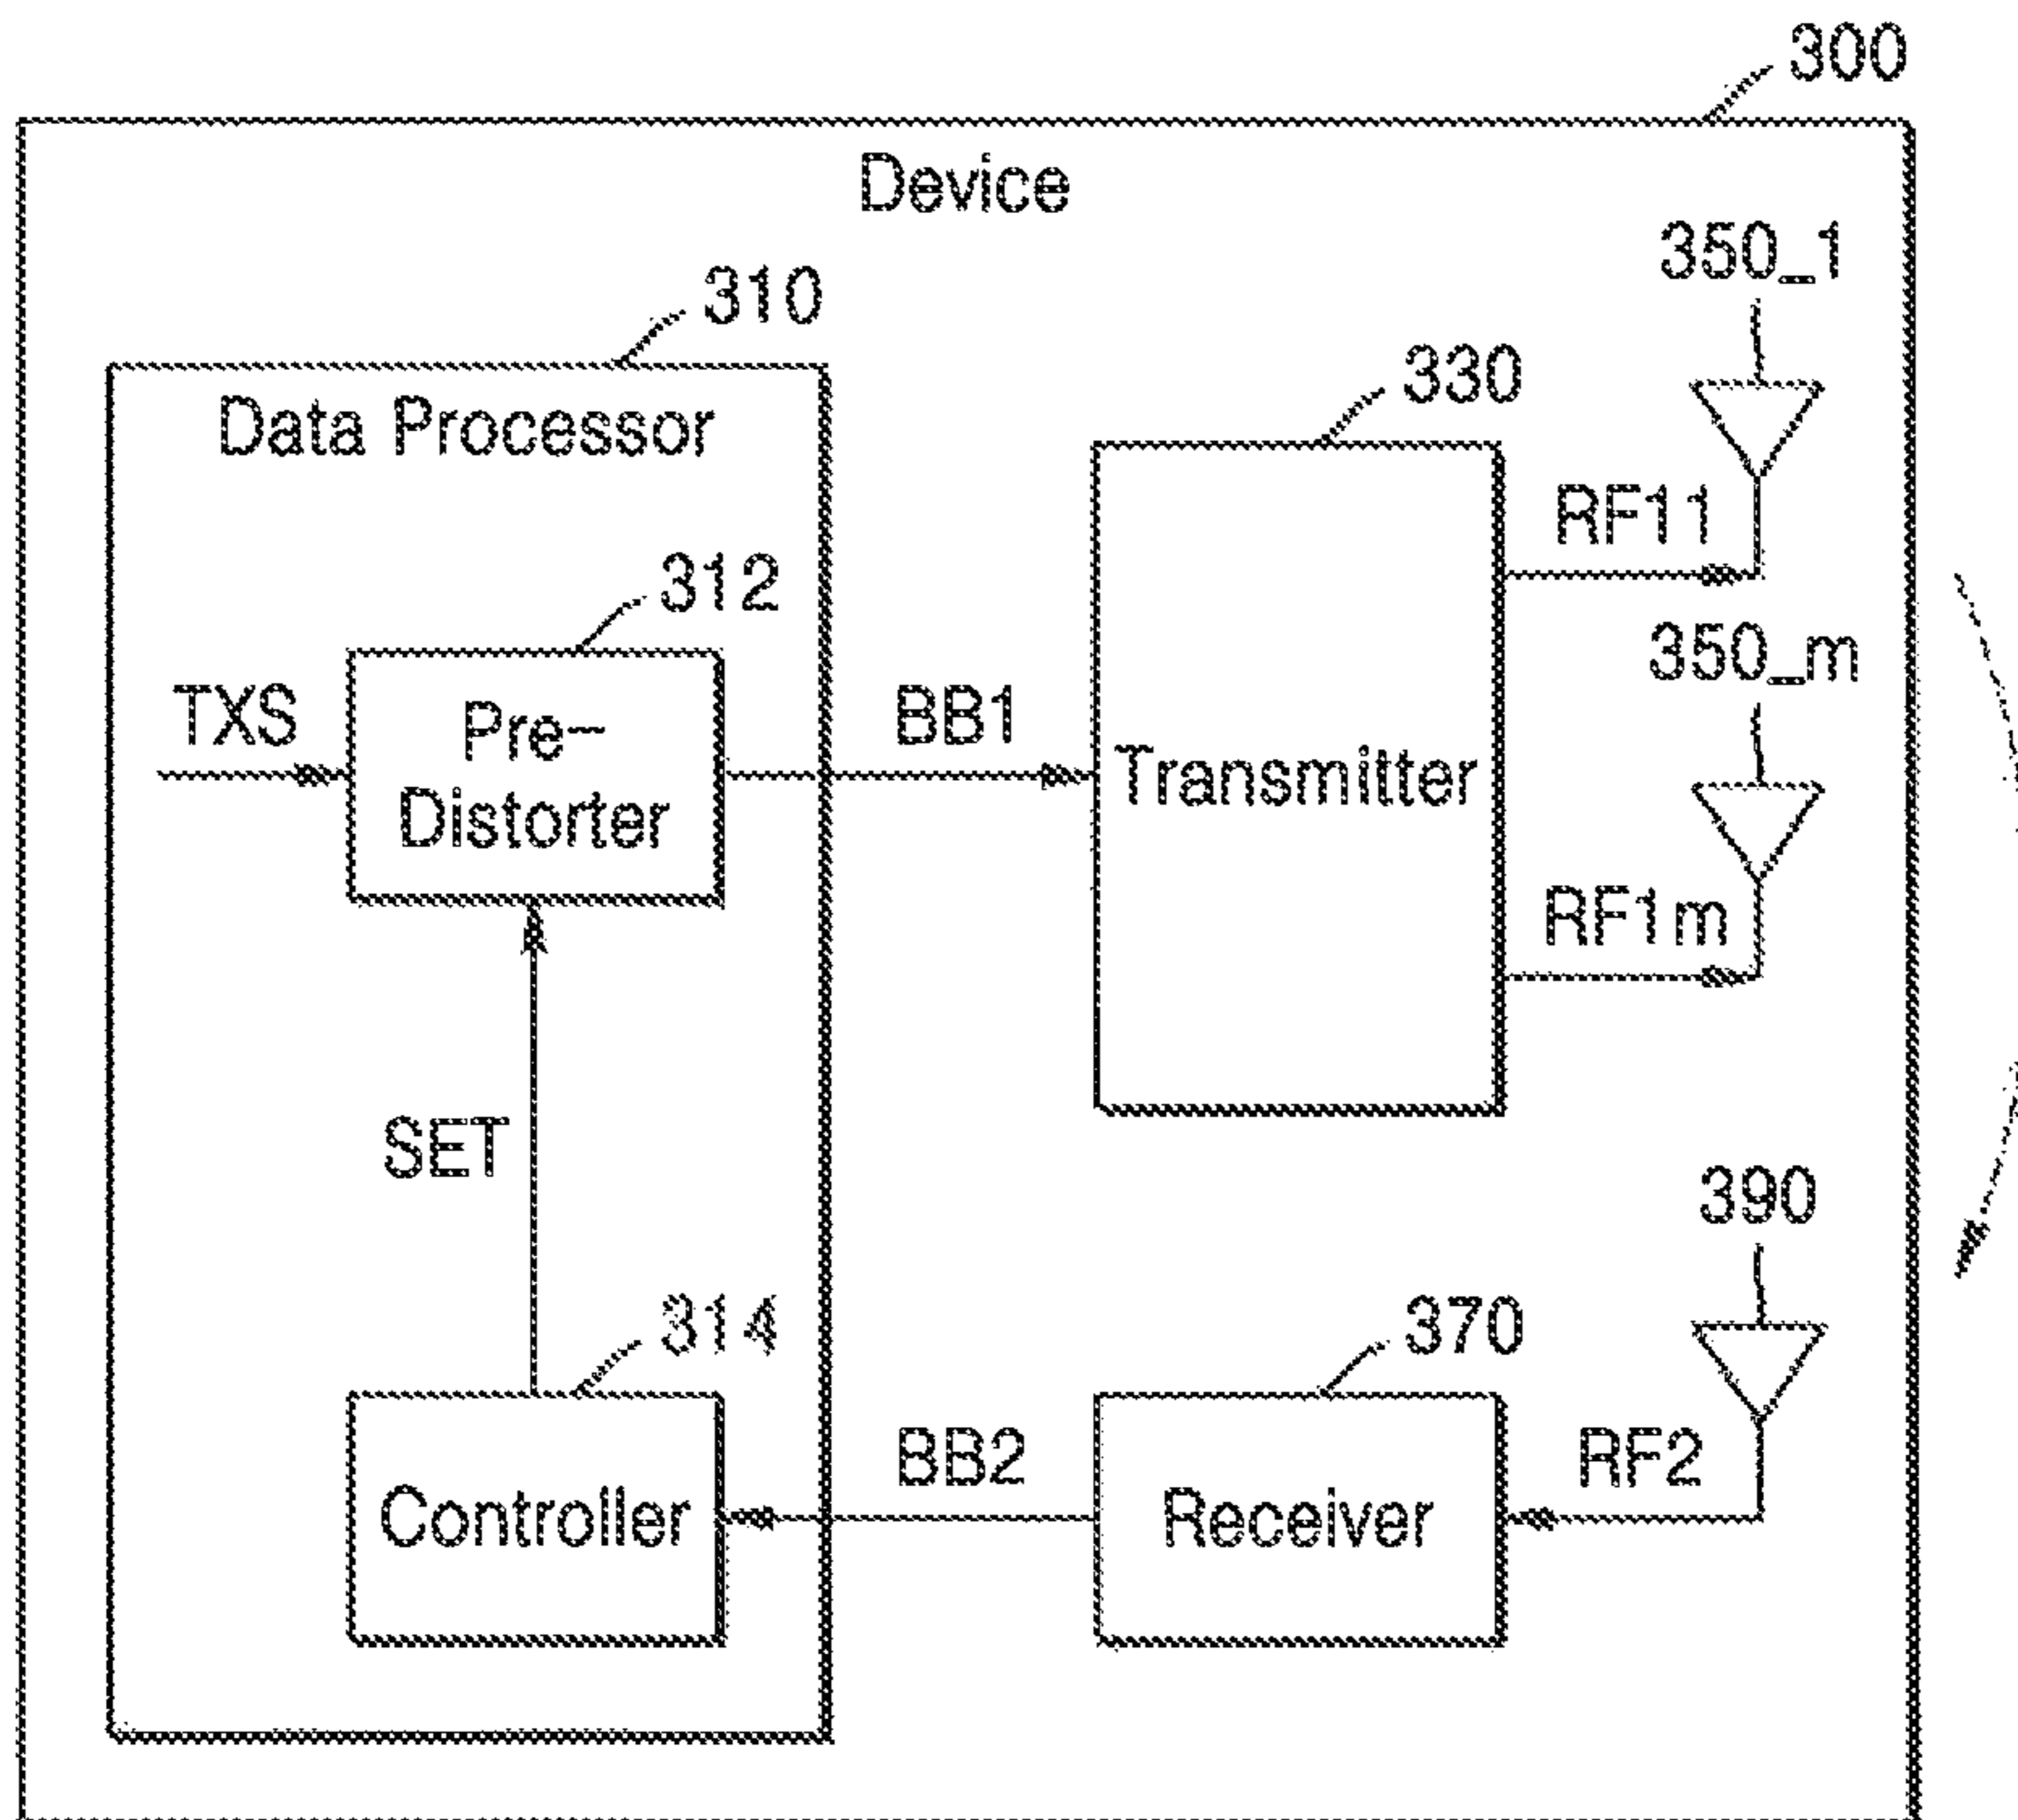 300
Device
350_1
310
330
Data Processor
RF11
312
350_m
TXS
Pre-
Distorter
BB1
Transmitter
RF1m
SET
390
314
370
Controller
BB2
Receiver
RF2